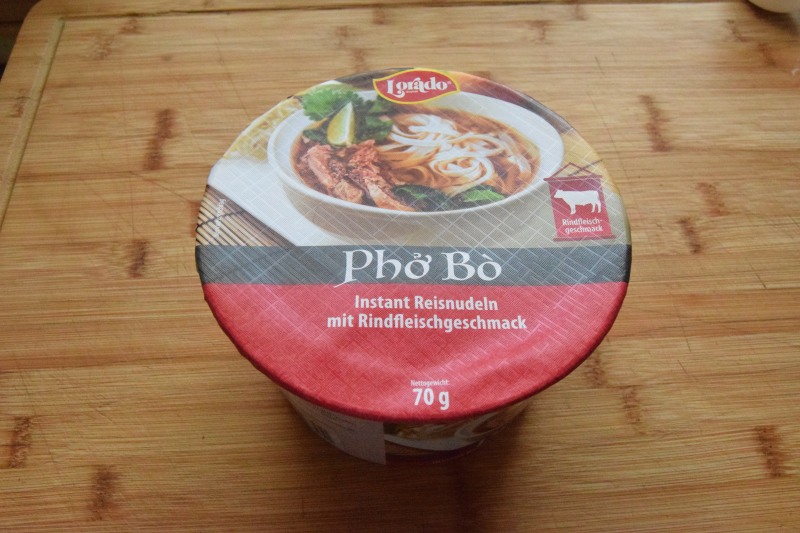 Lorado
Rindfleisch-
geschmack
Phở Bò
Instant Reisnudeln
mit Rindfleischgeschmack
Nettogewicht:
70 g